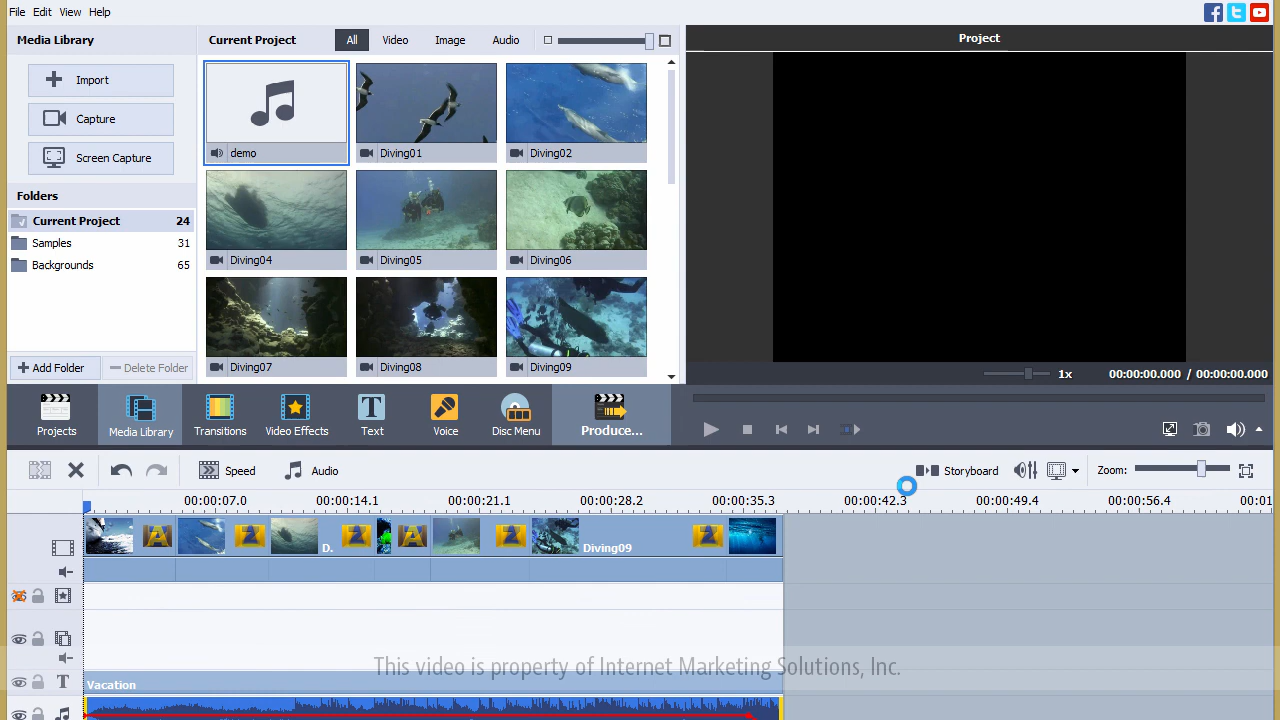 File Edit View Help
Media Library
Current Project
All
Video
Image
Audio
Project
Import
Capture
Screen Capture
demo
Diving01
Diving02
Folders
Current Project 24
Samples 31
Backgrounds 65
Diving04
Diving05
Diving06
Add Folder
Delete Folder
Diving07
Diving08
Diving09
1x
00:00:00.000 / 00:00:00.000
Projects
Media Library
Transitions
Video Effects
Text
Voice
Disc Menu
Produce...
Speed
Audio
Storyboard
Zoom:
00:00:07.0
00:00:14.1
00:00:21.1
00:00:28.2
00:00:35.3
00:00:42.3
00:00:49.4
00:00:56.4
00:01
D.
Diving09
This video is property of Internet Marketing Solutions, Inc.
Vacation